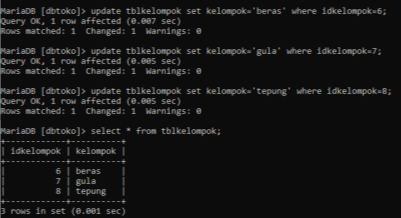 MariaDB [dbtoko]> update tblkelompok set kelompok='beras' where idkelompok=6;
Query OK, 1 row affected (0.007 sec)
Rows matched: 1  Changed: 1  Warnings: 0
MariaDB [dbtoko]> update tblkelompok set kelompok='gula' where idkelompok=7;
Query OK, 1 row affected (0.005 sec)
Rows matched: 1  Changed: 1  Warnings: 0
MariaDB [dbtoko]> update tblkelompok set kelompok='tepung' where idkelompok=8;
Query OK, 1 row affected (0.005 sec)
Rows matched: 1  Changed: 1  Warnings: 0
MariaDB [dbtoko]> select * from tblkelompok;
+------------+----------+
| idkelompok | kelompok |
+------------+----------+
|          6 | beras    |
|          7 | gula     |
|          8 | tepung   |
+------------+----------+
3 rows in set (0.001 sec)